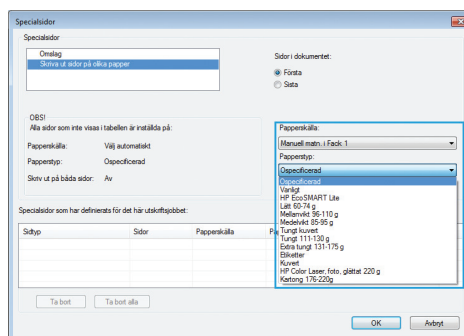 Specialsidor
Specialsidor
Omslag
Skriva ut sidor på olika papper
Sidor i dokumentet:
Första
Sista
OBS!
Alla sidor som inte visas i tabellen är inställda på:
Papperskälla:
Välj automatiskt
Papperstyp:
Ospecificerad
Skriv ut på båda sidor:
Av
Papperskälla:
Manuell matn. i Fack 1
Papperstyp:
Ospecificerad
Ospecificerad
Vanligt
HP EcoSMART Lite
Lätt 60-74 g
Mellanvikt 96-110 g
Medelvikt 85-95 g
Tungt kuvert
Tungt 111-130 g
Extra tungt 131-175 g
Etiketter
Kuvert
HP Color Laser, foto, glättat 220 g
Kartong 176-220g
Specialsidor som har definierats för det här utskriftsjobbet:
Sidtyp
Sidor
Papperskälla
Ta bort
Ta bort alla
OK
Avbryt